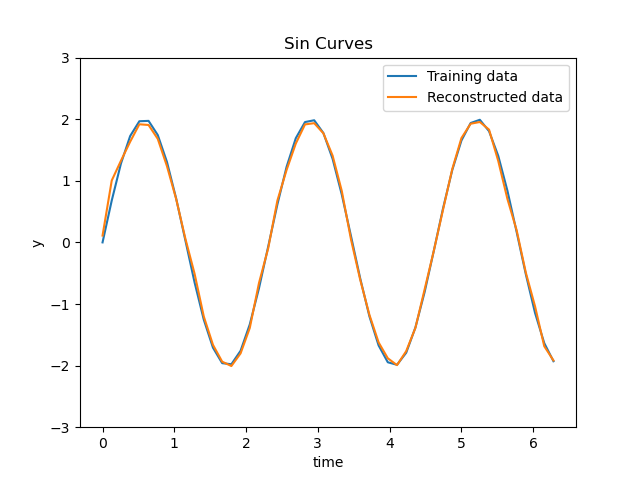 Sin Curves
Training data
Reconstructed data
3
2
1
0
−1
−2
−3
y
0 1 2 3 4 5 6
time